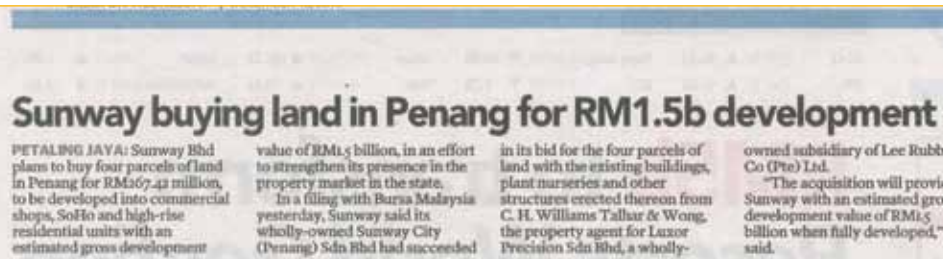 Sunway buying land in Penang for RM1.5b development
PETALING JAYA: Sunway Bhd
plans to buy four parcels of land
in Penang for RM267.42 million,
to be developed into commercial
shops, SoHo and high-rise
residential units with an
estimated gross development
value of RM1.5 billion, in an effort
to strengthen its presence in the
property market in the state.
In a filing with Bursa Malaysia
yesterday, Sunway said its
wholly-owned Sunway City
(Penang) Sdn Bhd had succeeded
in its bid for the four parcels of
land with the existing buildings,
plant nurseries and other
structures erected thereon from
C. H. Williams Talhar & Wong,
the property agent for Luxor
Precision Sdn Bhd, a wholly-
owned subsidiary of Lee Rubb
Co (Pte) Ltd.
"The acquisition will provi
Sunway with an estimated gro
development value of RM1.5
billion when fully developed,"
said.